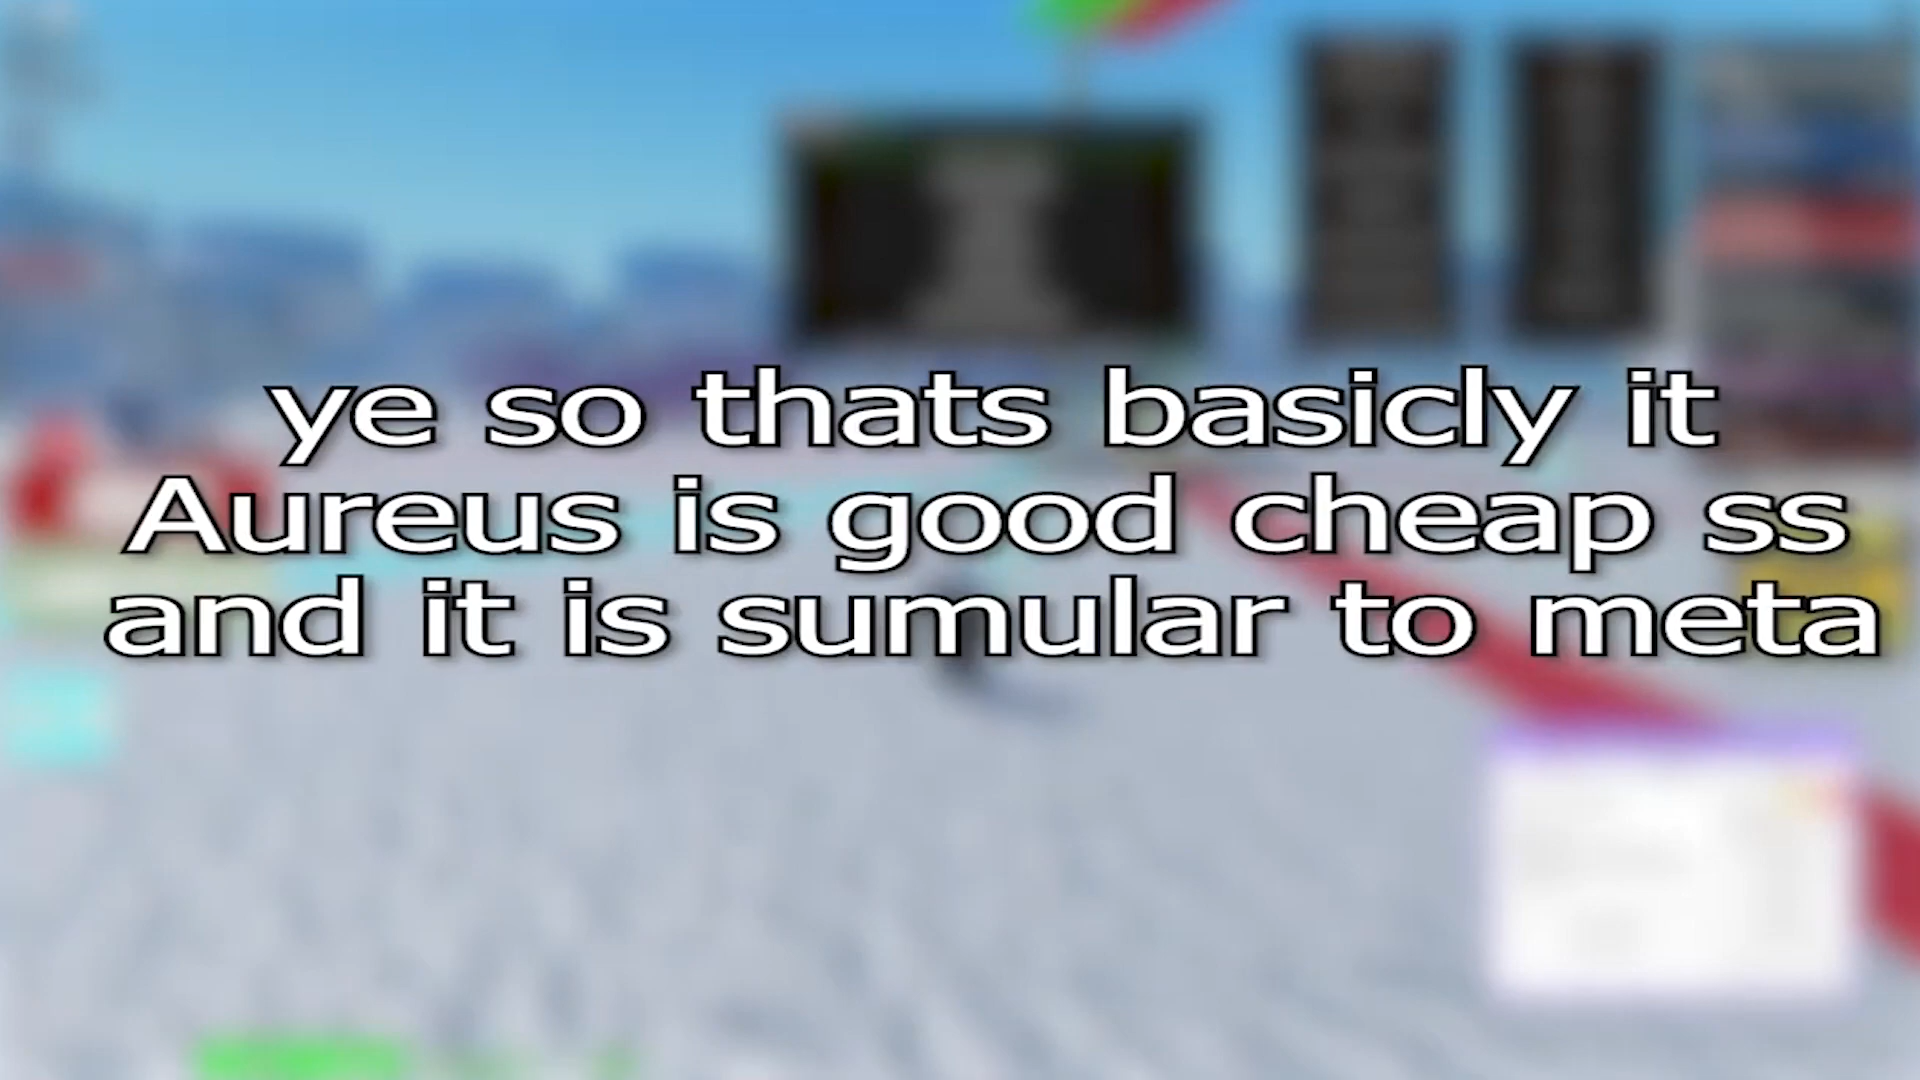 ye so thats basicly it
Aureus is good cheap ss
and it is sumular to meta